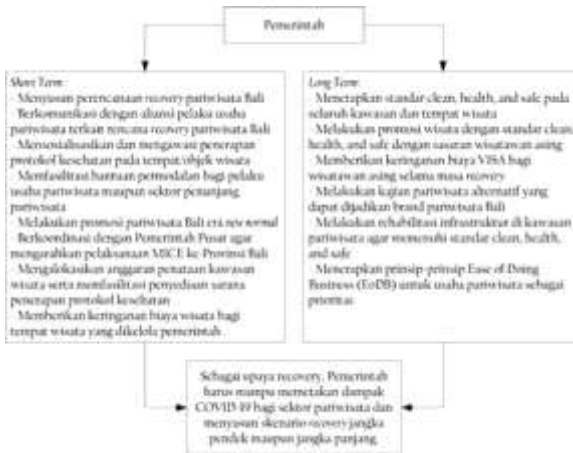 Pemerintah
Short Term:
Menyusun perencanaan recovery pariwisata Bali
Berkomunikasi dengan aliansi pelaku usaha
pariwisata terkait rencana recovery pariwisata Bali
Mensosialisasikan dan mengawasi penerapan
protokol kesehatan pada tempat/objek wisata
Memfasilitasi bantuan permodalan bagi pelaku
usaha pariwisata maupun sektor penunjang
pariwisata
Melakukan promosi pariwisata Bali era new normal
Berkoordinasi dengan Pemerintah Pusat agar
mengarahkan pelaksanaan MICE ke Provinsi Bali
Mengalokasikan anggaran penataan kawasan
wisata serta memfasilitasi penyediaan sarana
penerapan protokol kesehatan
Memberikan keringanan biaya wisata bagi
tempat wisata yang dikelola pemerintah
Long Term:
Menetapkan standar clean, health, and safe pada
seluruh kawasan dan tempat wisata
Melakukan promosi wisata dengan standar clean,
health, and safe dengan sasaran wisatawan asing
Memberikan keringanan biaya VISA bagi
wisatawan asing selama masa recovery
Melakukan kajian pariwisata alternatif yang
dapat dijadikan brand pariwisata Bali
Melakukan rehabilitasi infrastruktur di kawasan
pariwisata agar memenuhi standar clean, health,
and safe
Menerapkan prinsip-prinsip Ease of Doing
Business (EoDB) untuk usaha pariwisata sebagai
prioritas
Sebagai upaya recovery, Pemerintah
harus mampu memetakan dampak
COVID-19 bagi sektor pariwisata dan
menyusun skenario recovery jangka
pendek maupun jangka panjang